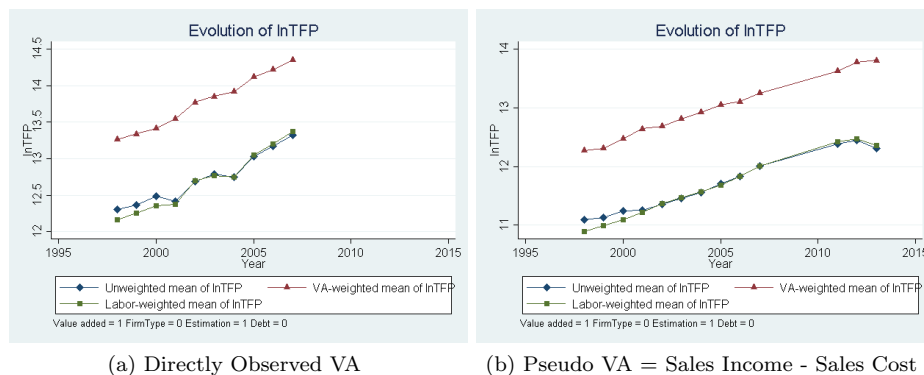 Evolution of lnTFP
14.5
14
13.5
13
12.5
12
lnTFP
1995 2000 2005 2010 2015
Year
Unweighted mean of lnTFP VA-weighted mean of lnTFP
Labor-weighted mean of lnTFP
Value added = 1 FirmType = 0 Estimation = 1 Debt = 0
(a) Directly Observed VA
Evolution of lnTFP
14
13
12
11
lnTFP
1995 2000 2005 2010 2015
Year
Unweighted mean of lnTFP VA-weighted mean of lnTFP
Labor-weighted mean of lnTFP
Value added = 1 FirmType = 0 Estimation = 1 Debt = 0
(b) Pseudo VA = Sales Income - Sales Cost